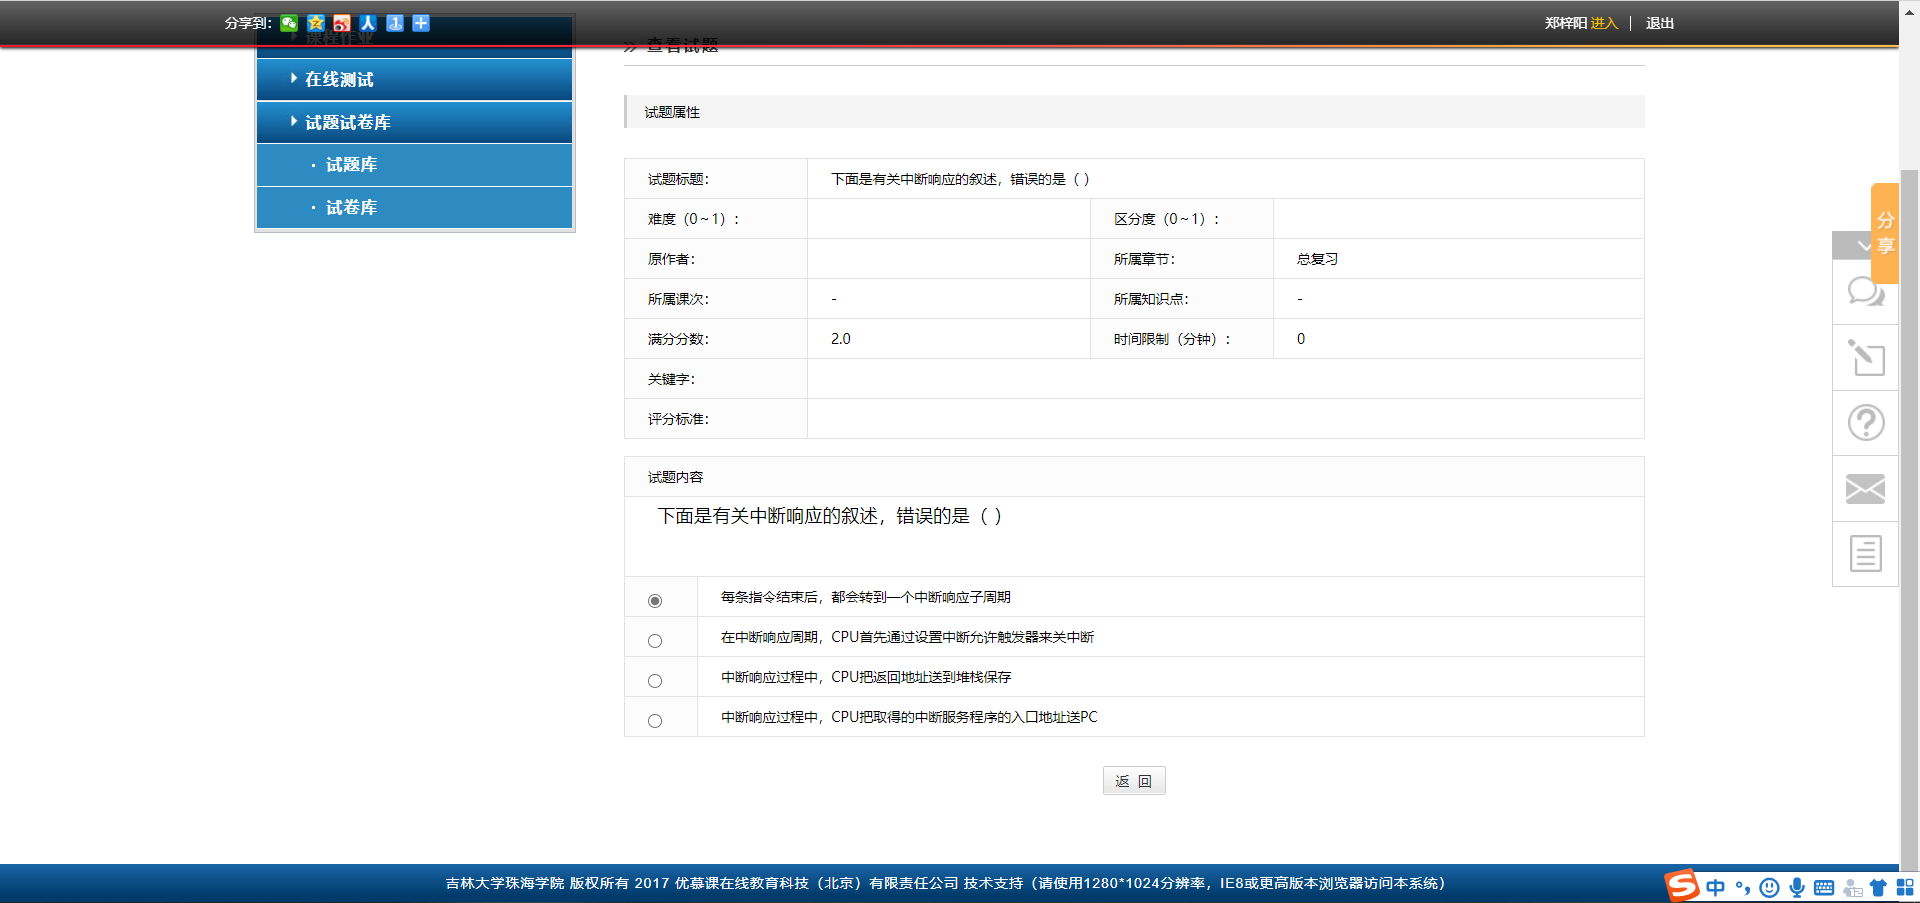 分享到：
郑梓阳 进入 | 退出
课程作业
在线测试
试题试卷库
· 试题库
· 试卷库
» 查看试题
试题属性
试题标题： 下面是有关中断响应的叙述，错误的是（ ）
难度（0～1）： 区分度（0～1）：
原作者： 所属章节： 总复习
所属课次： - 所属知识点： -
满分分数： 2.0 时间限制（分钟）： 0
关键字：
评分标准：
试题内容
下面是有关中断响应的叙述，错误的是（ ）
每条指令结束后，都会转到一个中断响应子周期
在中断响应周期，CPU首先通过设置中断允许触发器来关中断
中断响应过程中，CPU把返回地址送到堆栈保存
中断响应过程中，CPU把取得的中断服务程序的入口地址送PC
返 回
分享
吉林大学珠海学院 版权所有 2017 优慕课在线教育科技（北京）有限责任公司 技术支持（请使用1280*1024分辨率，IE8或更高版本浏览器访问本系统）
中